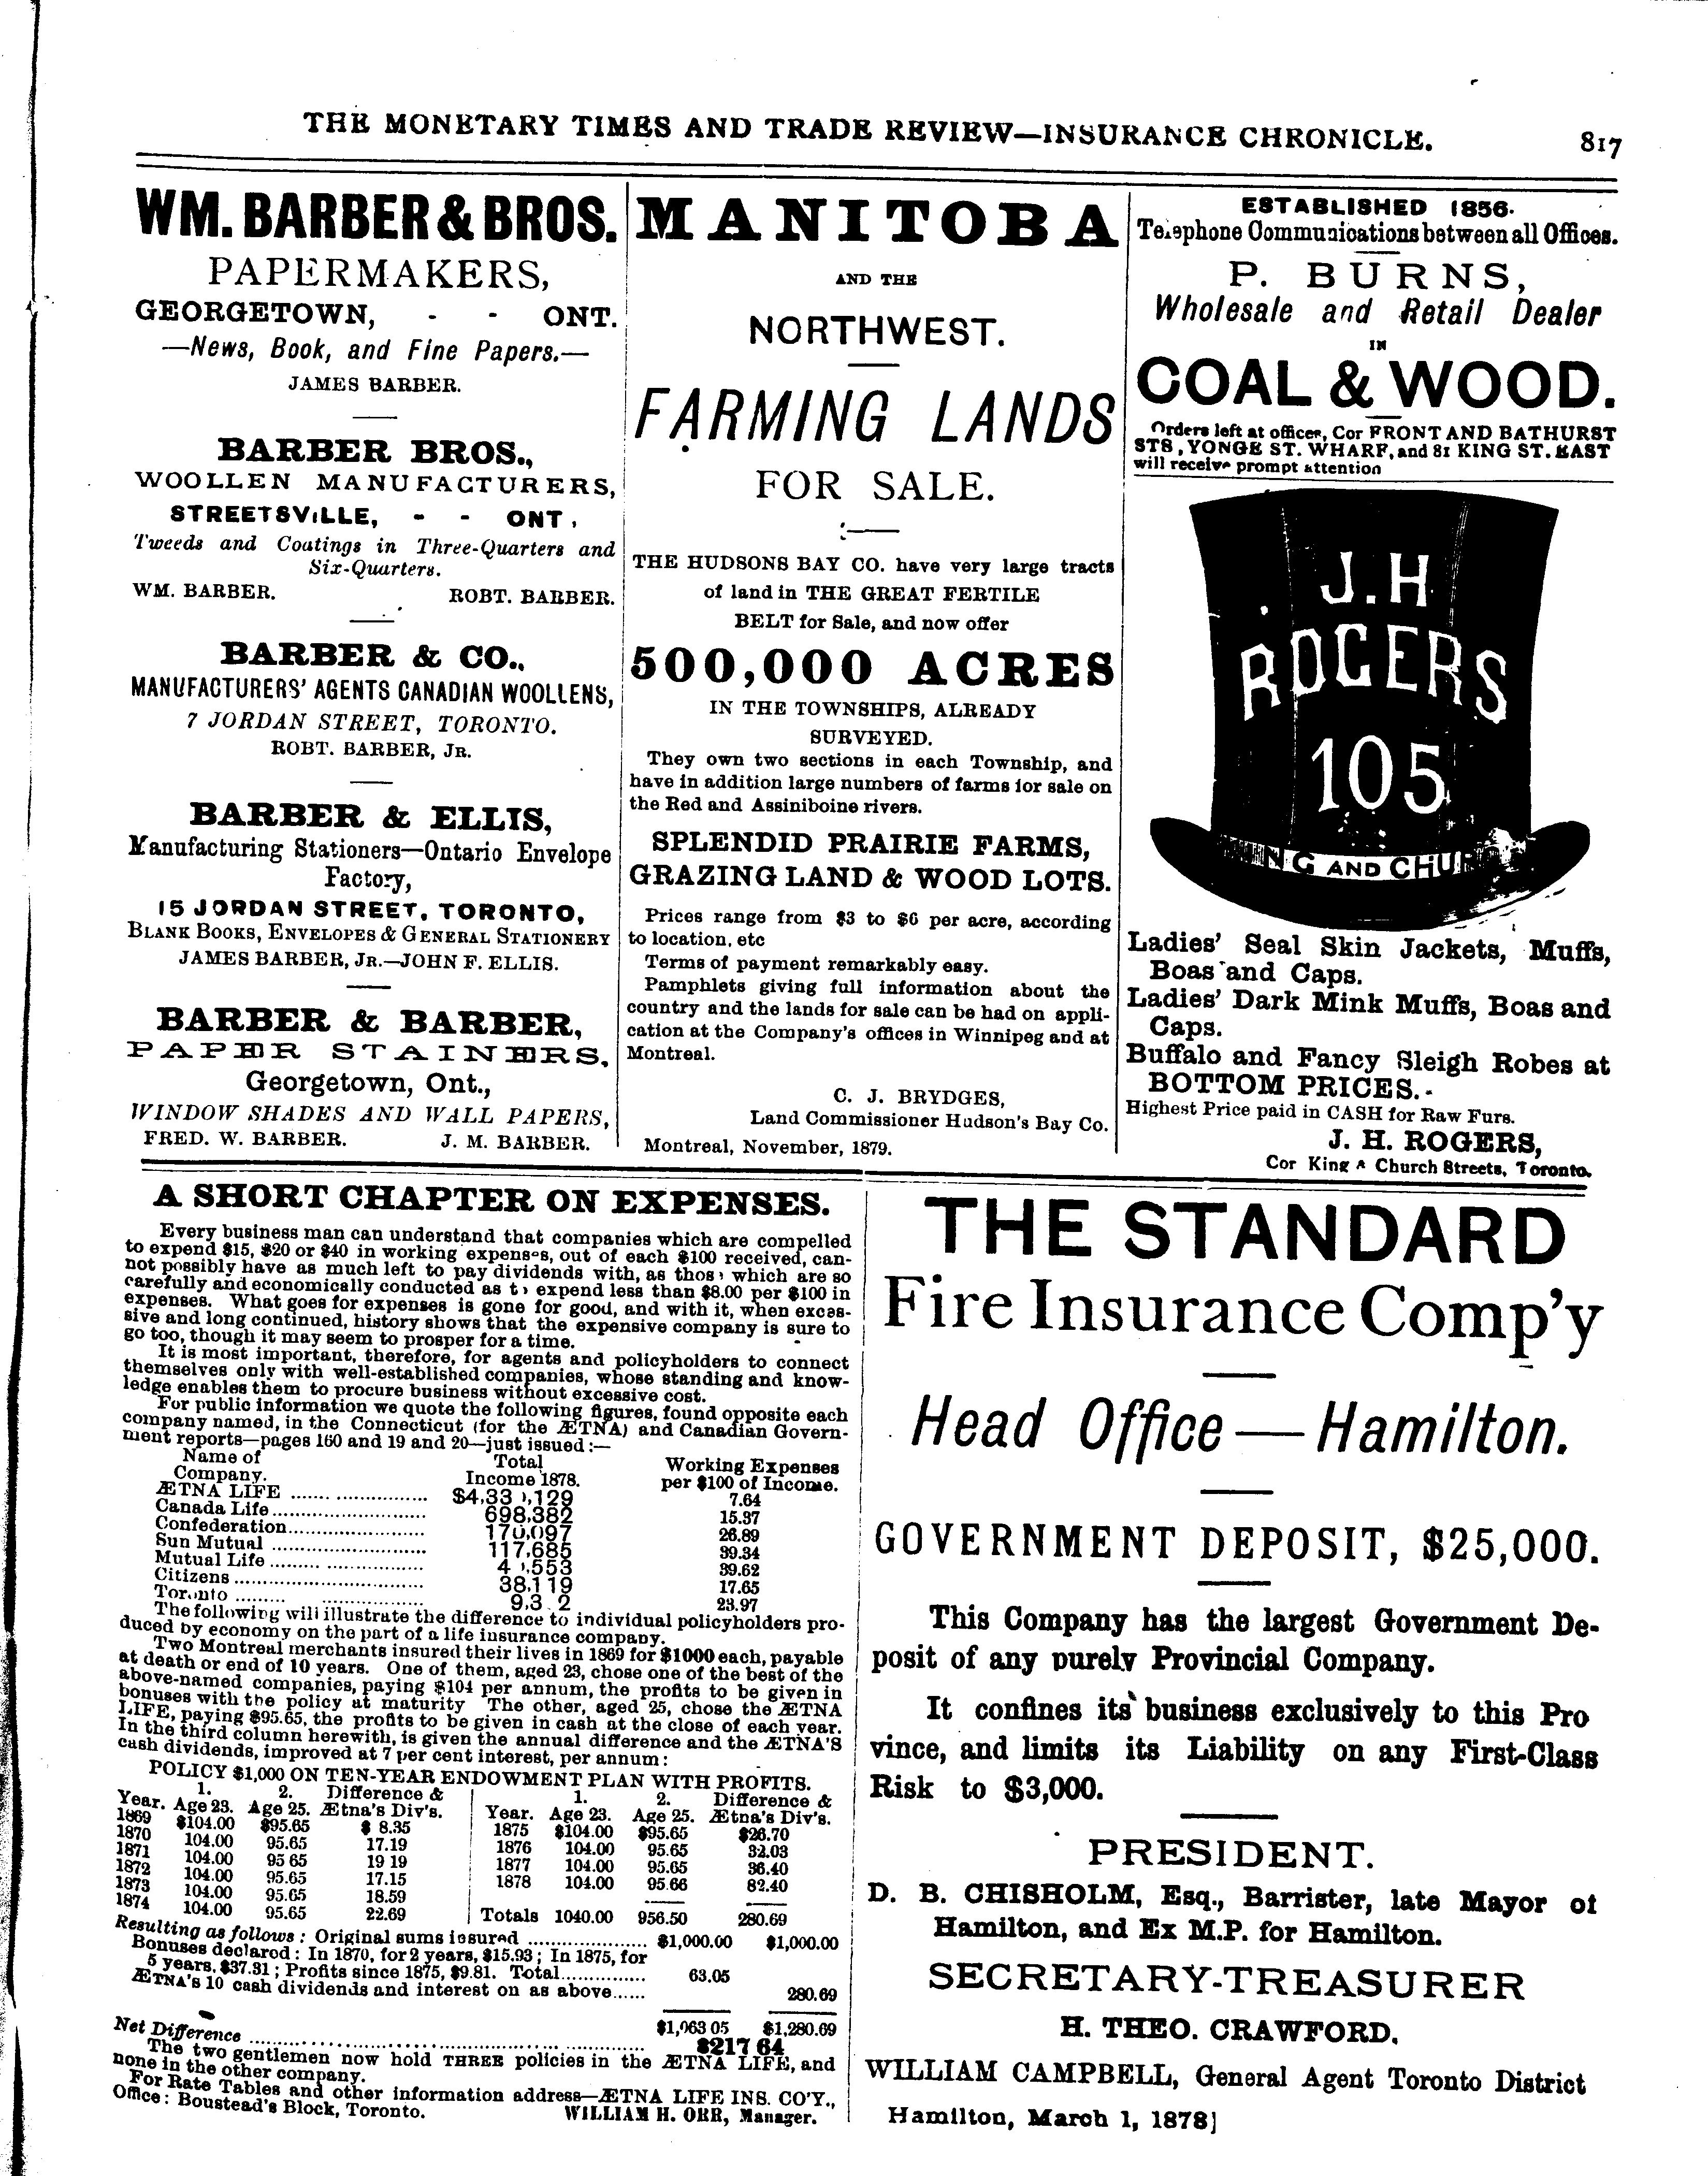 THE MONETARY TIMES AND TRADE REVIEW—INSURANCE CHRONICLE. 817
WM. BARBER & BROS.
PAPERMAKERS,
GEORGETOWN, - - ONT.
—News, Book, and Fine Papers.—
JAMES BARBER.
BARBER BROS.,
WOOLLEN MANUFACTURERS,
STREETSVILLE, - - ONT,
Tweeds and Coatings in Three-Quarters and
Six-Quarters.
WM. BARBER. ROBT. BARBER.
BARBER & CO.,
MANUFACTURERS' AGENTS CANADIAN WOOLLENS,
7 JORDAN STREET, TORONTO.
ROBT. BARBER, JR.
BARBER & ELLIS,
Manufacturing Stationers—Ontario Envelope
Factory,
15 JORDAN STREET, TORONTO,
BLANK BOOKS, ENVELOPES & GENERAL STATIONERY
JAMES BARBER, JR.—JOHN F. ELLIS.
BARBER & BARBER,
PAPER STAINERS,
Georgetown, Ont.,
WINDOW SHADES AND WALL PAPERS,
FRED. W. BARBER. J. M. BARBER.
MANITOBA
AND THE
NORTHWEST.
FARMING LANDS
FOR SALE.
THE HUDSONS BAY CO. have very large tracts
of land in THE GREAT FERTILE
BELT for Sale, and now offer
500,000 ACRES
IN THE TOWNSHIPS, ALREADY
SURVEYED.
They own two sections in each Township, and
have in addition large numbers of farms for sale on
the Red and Assiniboine rivers.
SPLENDID PRAIRIE FARMS,
GRAZING LAND & WOOD LOTS.
Prices range from $3 to $6 per acre, according
to location, etc
Terms of payment remarkably easy.
Pamphlets giving full information about the
country and the lands for sale can be had on appli-
cation at the Company's offices in Winnipeg and at
Montreal.
C. J. BRYDGES,
Land Commissioner Hudson's Bay Co.
Montreal, November, 1879.
ESTABLISHED 1856.
Telephone Communications between all Offices.
P. BURNS,
Wholesale and Retail Dealer
IN
COAL & WOOD.
Orders left at offices, Cor FRONT AND BATHURST
STS, YONGE ST. WHARF, and 81 KING ST. EAST
will receive prompt attention
J. H
ROGERS
105
KING AND CHUR
Ladies' Seal Skin Jackets, Muffs,
Boas and Caps.
Ladies' Dark Mink Muffs, Boas and
Caps.
Buffalo and Fancy Sleigh Robes at
BOTTOM PRICES.
Highest Price paid in CASH for Raw Furs.
J. H. ROGERS,
Cor King & Church Streets, Toronto.
A SHORT CHAPTER ON EXPENSES.
Every business man can understand that companies which are compelled
to expend $15, $20 or $40 in working expenses, out of each $100 received, can-
not possibly have as much left to pay dividends with, as those which are so
carefully and economically conducted as to expend less than $8.00 per $100 in
expenses. What goes for expenses is gone for good, and with it, when exces-
sive and long continued, history shows that the expensive company is sure to
go too, though it may seem to prosper for a time.
It is most important, therefore, for agents and policyholders to connect
themselves only with well-established companies, whose standing and know-
ledge enables them to procure business without excessive cost.
For public information we quote the following figures, found opposite each
company named, in the Connecticut (for the ÆTNA) and Canadian Govern-
ment reports—pages 160 and 19 and 20—just issued:—
Name of Total Working Expenses
Company. Income 1878. per $100 of Income.
ÆTNA LIFE 7.64
Canada Life 698,382 15.37
Confederation 170,097 26.89
Sun Mutual 117,685 39.34
Mutual Life 39.62
Citizens 38,119 17.65
Toronto 23.97
The following will illustrate the difference to individual policyholders pro-
duced by economy on the part of a life insurance company.
Two Montreal merchants insured their lives in 1869 for $1000 each, payable
at death or end of 10 years. One of them, aged 23, chose one of the best of the
above-named companies, paying $104 per annum, the profits to be given in
bonuses with the policy at maturity The other, aged 25, chose the ÆTNA
LIFE, paying $95.65, the profits to be given in cash at the close of each year.
In the third column herewith, is given the annual difference and the ÆTNA'S
cash dividends, improved at 7 per cent interest, per annum:
POLICY $1,000 ON TEN-YEAR ENDOWMENT PLAN WITH PROFITS.
1. 2. Difference & 1. 2. Difference &
Year. Age 23. Age 25. Ætna's Div's. Year. Age 23. Age 25. Ætna's Div's.
1869 $104.00 $95.65 $ 8.35 1875 $104.00 $95.65 $26.70
1870 104.00 95.65 17.19 1876 104.00 95.65 32.03
1871 104.00 95 65 19 19 1877 104.00 95.65 36.40
1872 104.00 95.65 17.15 1878 104.00 95.66 82.40
1873 104.00 95.65 18.59
1874 104.00 95.65 22.69 Totals 1040.00 956.50 280.69
Resulting as follows: Original sums insured $1,000.00 $1,000.00
Bonuses declared: In 1870, for 2 years, $15.93; In 1875, for
5 years, $37.31; Profits since 1875, $9.81. Total 63.05
ÆTNA'S 10 cash dividends and interest on as above 280.69
$1,063 05 $1,280.69
Net Difference $217 64
The two gentlemen now hold THREE policies in the ÆTNA LIFE, and
none in the other company.
For Rate Tables and other information address—ÆTNA LIFE INS. CO'Y.,
Office: Boustead's Block, Toronto. WILLIAM H. ORR, Manager.
THE STANDARD
Fire Insurance Comp'y
Head Office — Hamilton.
GOVERNMENT DEPOSIT, $25,000.
This Company has the largest Government De-
posit of any purely Provincial Company.
It confines its business exclusively to this Pro
vince, and limits its Liability on any First-Class
Risk to $3,000.
PRESIDENT.
D. B. CHISHOLM, Esq., Barrister, late Mayor of
Hamilton, and Ex M.P. for Hamilton.
SECRETARY-TREASURER
H. THEO. CRAWFORD.
WILLIAM CAMPBELL, General Agent Toronto District
Hamilton, March 1, 1878]